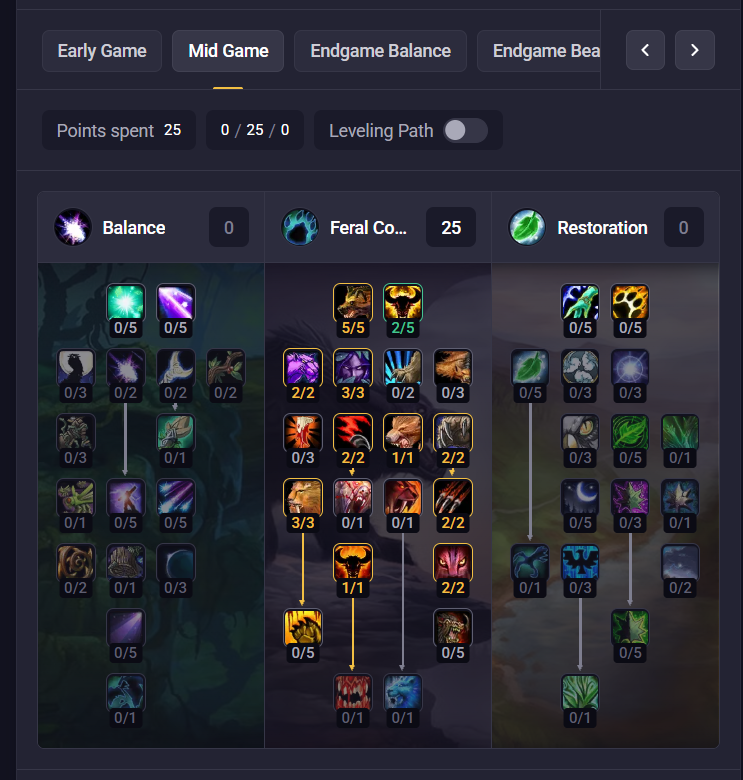 Early Game Mid Game Endgame Balance Endgame Bea
Points spent 25 0 / 25 / 0 Leveling Path
Balance 0 Feral Co... 25 Restoration 0
0/5 0/5 5/5 2/5 0/5 0/5
0/3 0/2 0/2 0/2 2/2 3/3 0/2 0/3 0/5 0/3 0/3
0/3 0/1 0/3 2/2 1/1 2/2 0/3 0/5 0/1
0/1 0/5 0/5 3/3 0/1 0/1 2/2 0/5 0/3 0/1
0/2 0/1 0/3 1/1 2/2 0/1 0/3 0/2
0/5 0/5 0/5 0/5
0/1 0/1 0/1 0/1